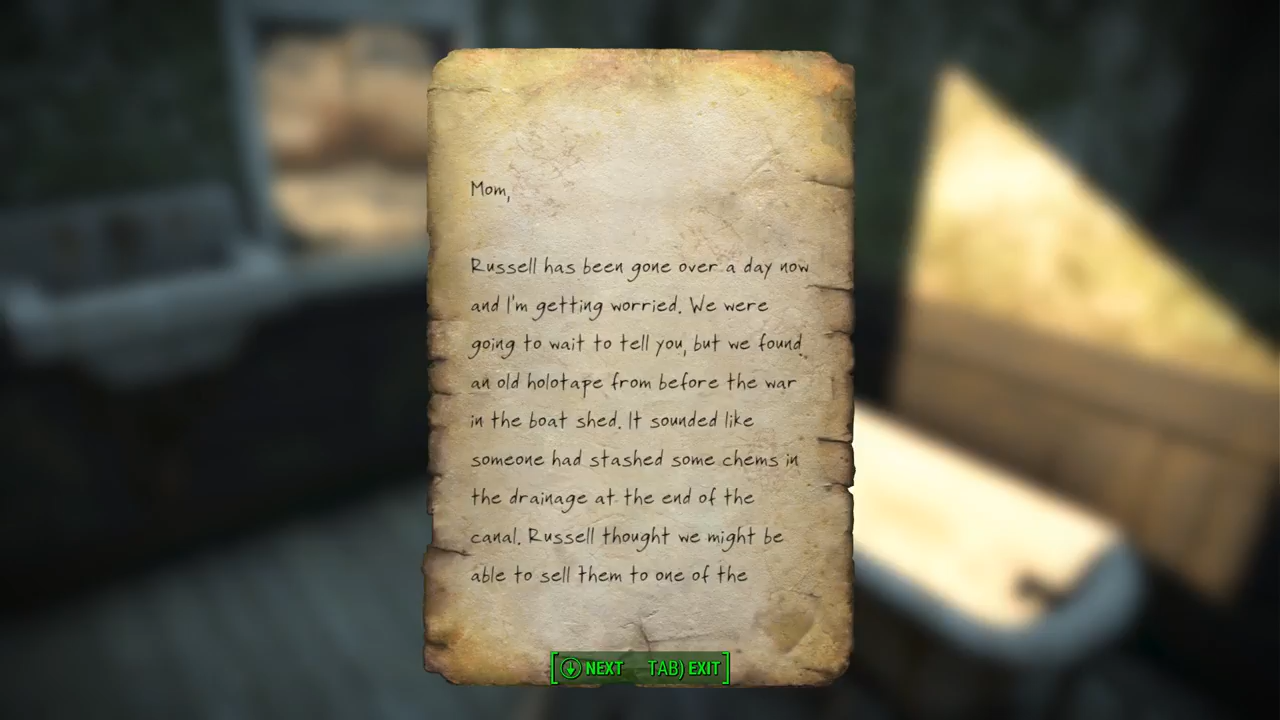 Mom,
Russell has been gone over a day now
and I'm getting worried. We were
going to wait to tell you, but we found
an old holotape from before the war
in the boat shed. It sounded like
someone had stashed some chems in
the drainage at the end of the
canal. Russell thought we might be
able to sell them to one of the
NEXT TAB) EXIT